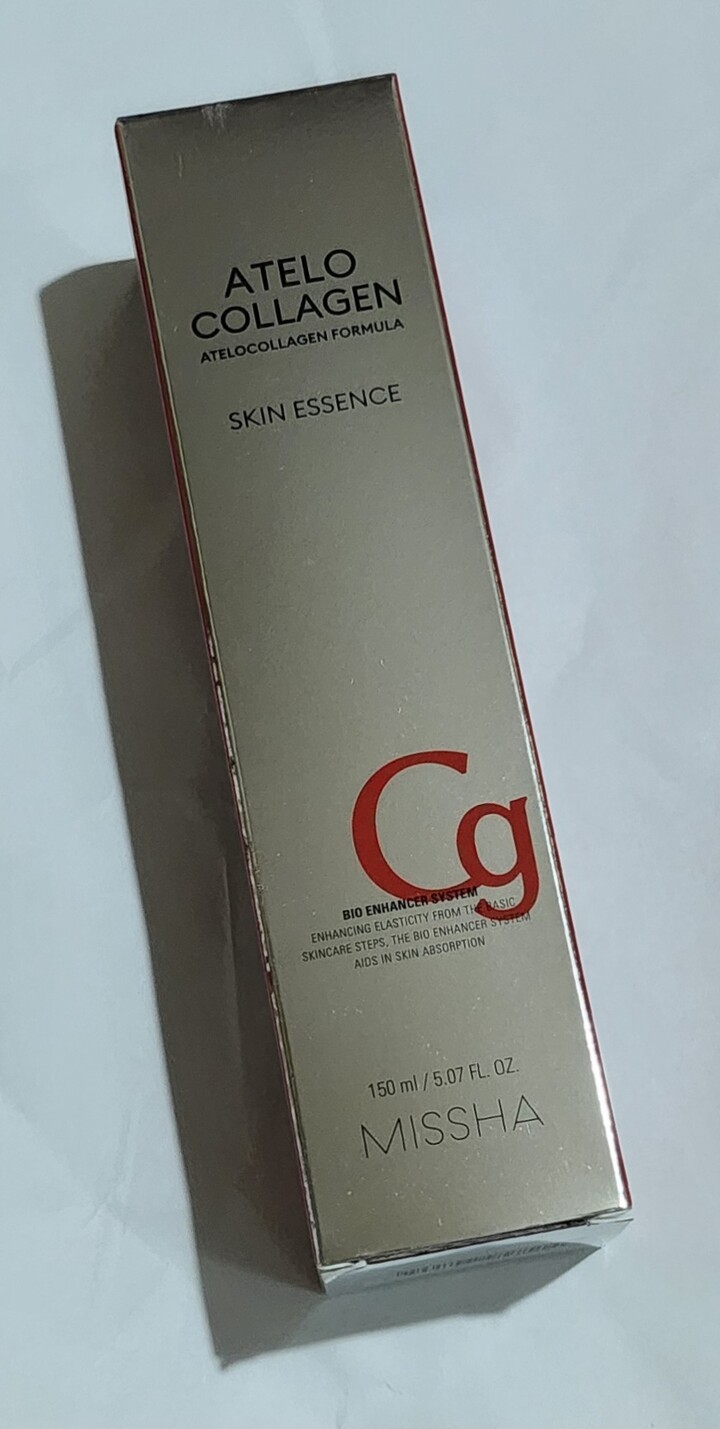 ATELO
COLLAGEN
ATELOCOLLAGEN FORMULA
SKIN ESSENCE
Cg
BIO ENHANCER SYSTEM
ENHANCING ELASTICITY FROM THE BASIC
SKINCARE STEPS, THE BIO ENHANCER SYSTEM
AIDS IN SKIN ABSORPTION
150 ml / 5.07 FL. OZ.
MISSHA